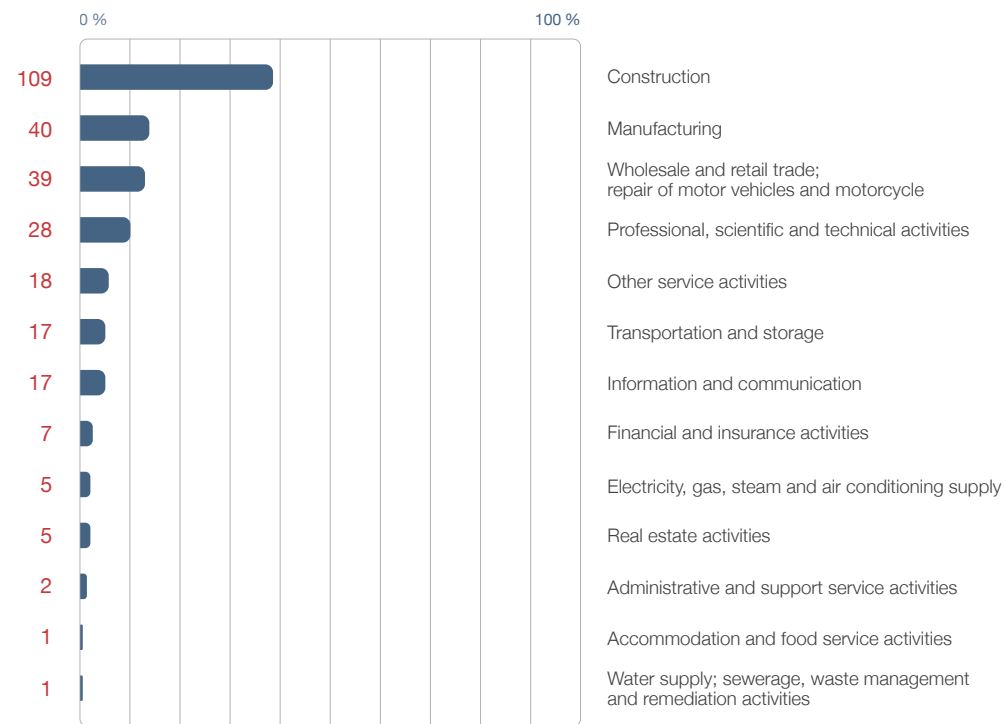 0 %
100 %
109
Construction
40
Manufacturing
39
Wholesale and retail trade;
repair of motor vehicles and motorcycle
28
Professional, scientific and technical activities
18
Other service activities
17
Transportation and storage
17
Information and communication
7
Financial and insurance activities
5
Electricity, gas, steam and air conditioning supply
5
Real estate activities
2
Administrative and support service activities
1
Accommodation and food service activities
1
Water supply; sewerage, waste management
and remediation activities